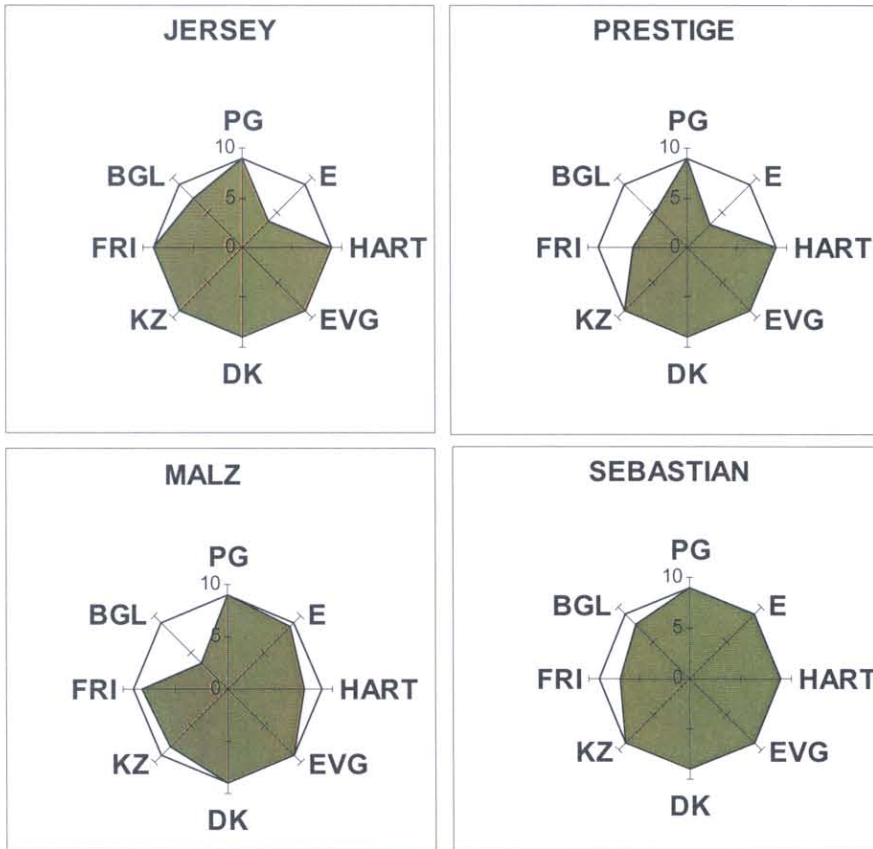 JERSEY
PG
10
BGL
E
5
FRI
0
HART
KZ
EVG
DK
PRESTIGE
PG
10
BGL
E
5
FRI
0
HART
KZ
EVG
DK
MALZ
PG
10
BGL
E
5
FRI
0
HART
KZ
EVG
DK
SEBASTIAN
PG
10
BGL
E
5
FRI
0
HART
KZ
EVG
DK